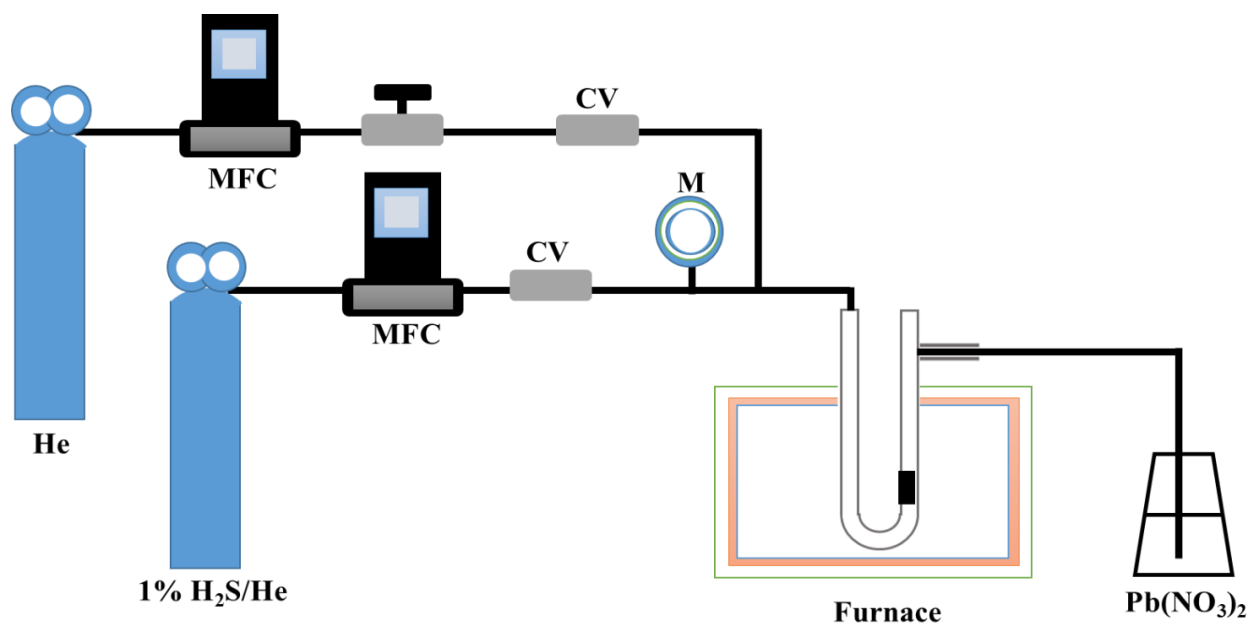 CV
MFC
M
CV
MFC
He
1% H₂S/He
Furnace
Pb(NO₃)₂